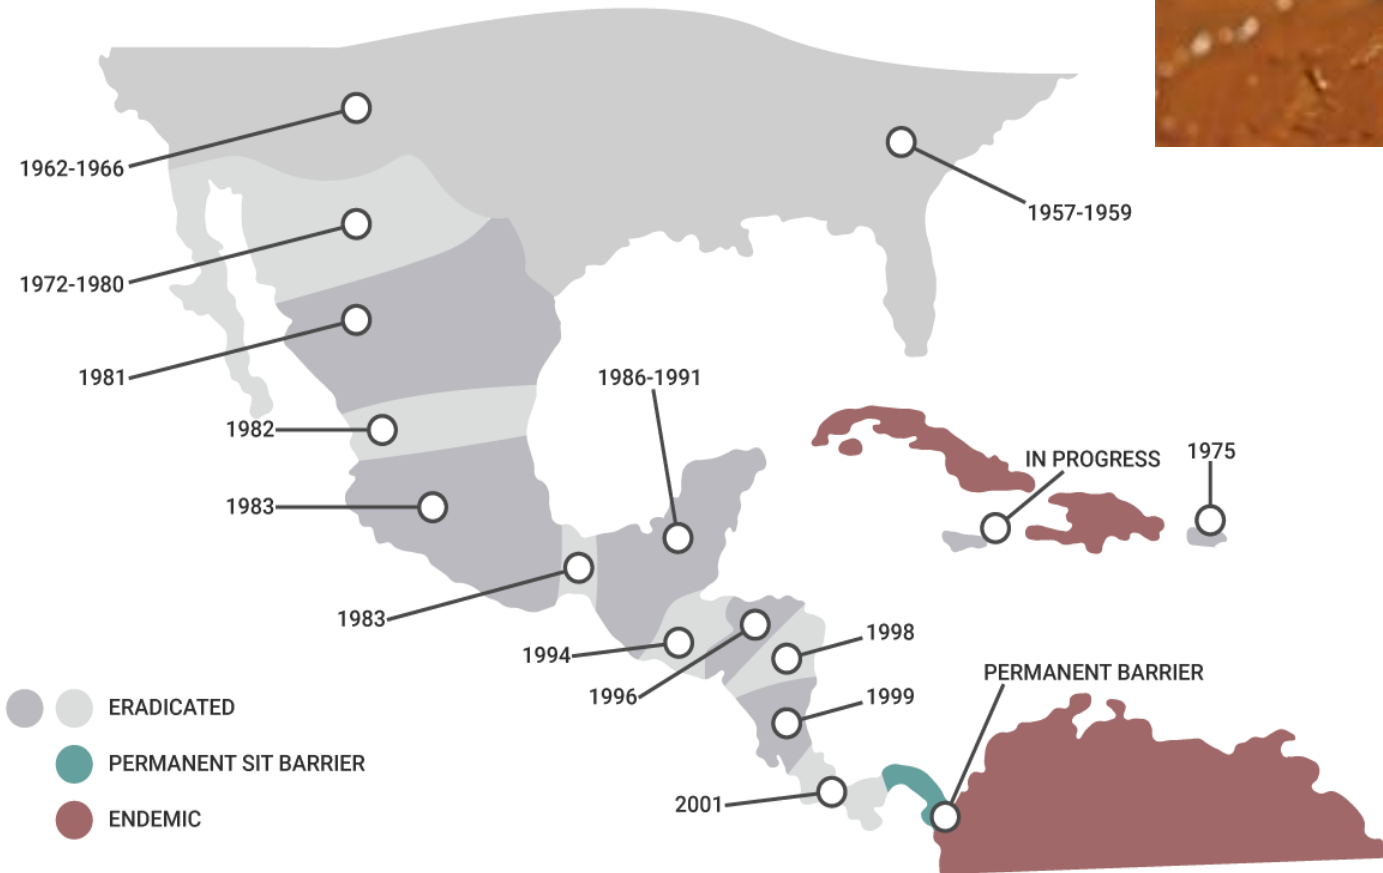 1962-1966
1957-1959
1972-1980
1981
1986-1991
1982
IN PROGRESS
1975
1983
1983
1994
1998
1996
1999
PERMANENT BARRIER
2001
ERADICATED
PERMANENT SIT BARRIER
ENDEMIC